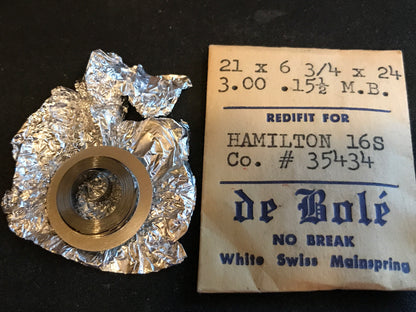 21 x 6 3/4 x 24
3.00 .15½ M.B.
REDIFIT FOR
HAMILTON 16S
Co. # 35434
de Bolé
NO BREAK
White Swiss Mainspring